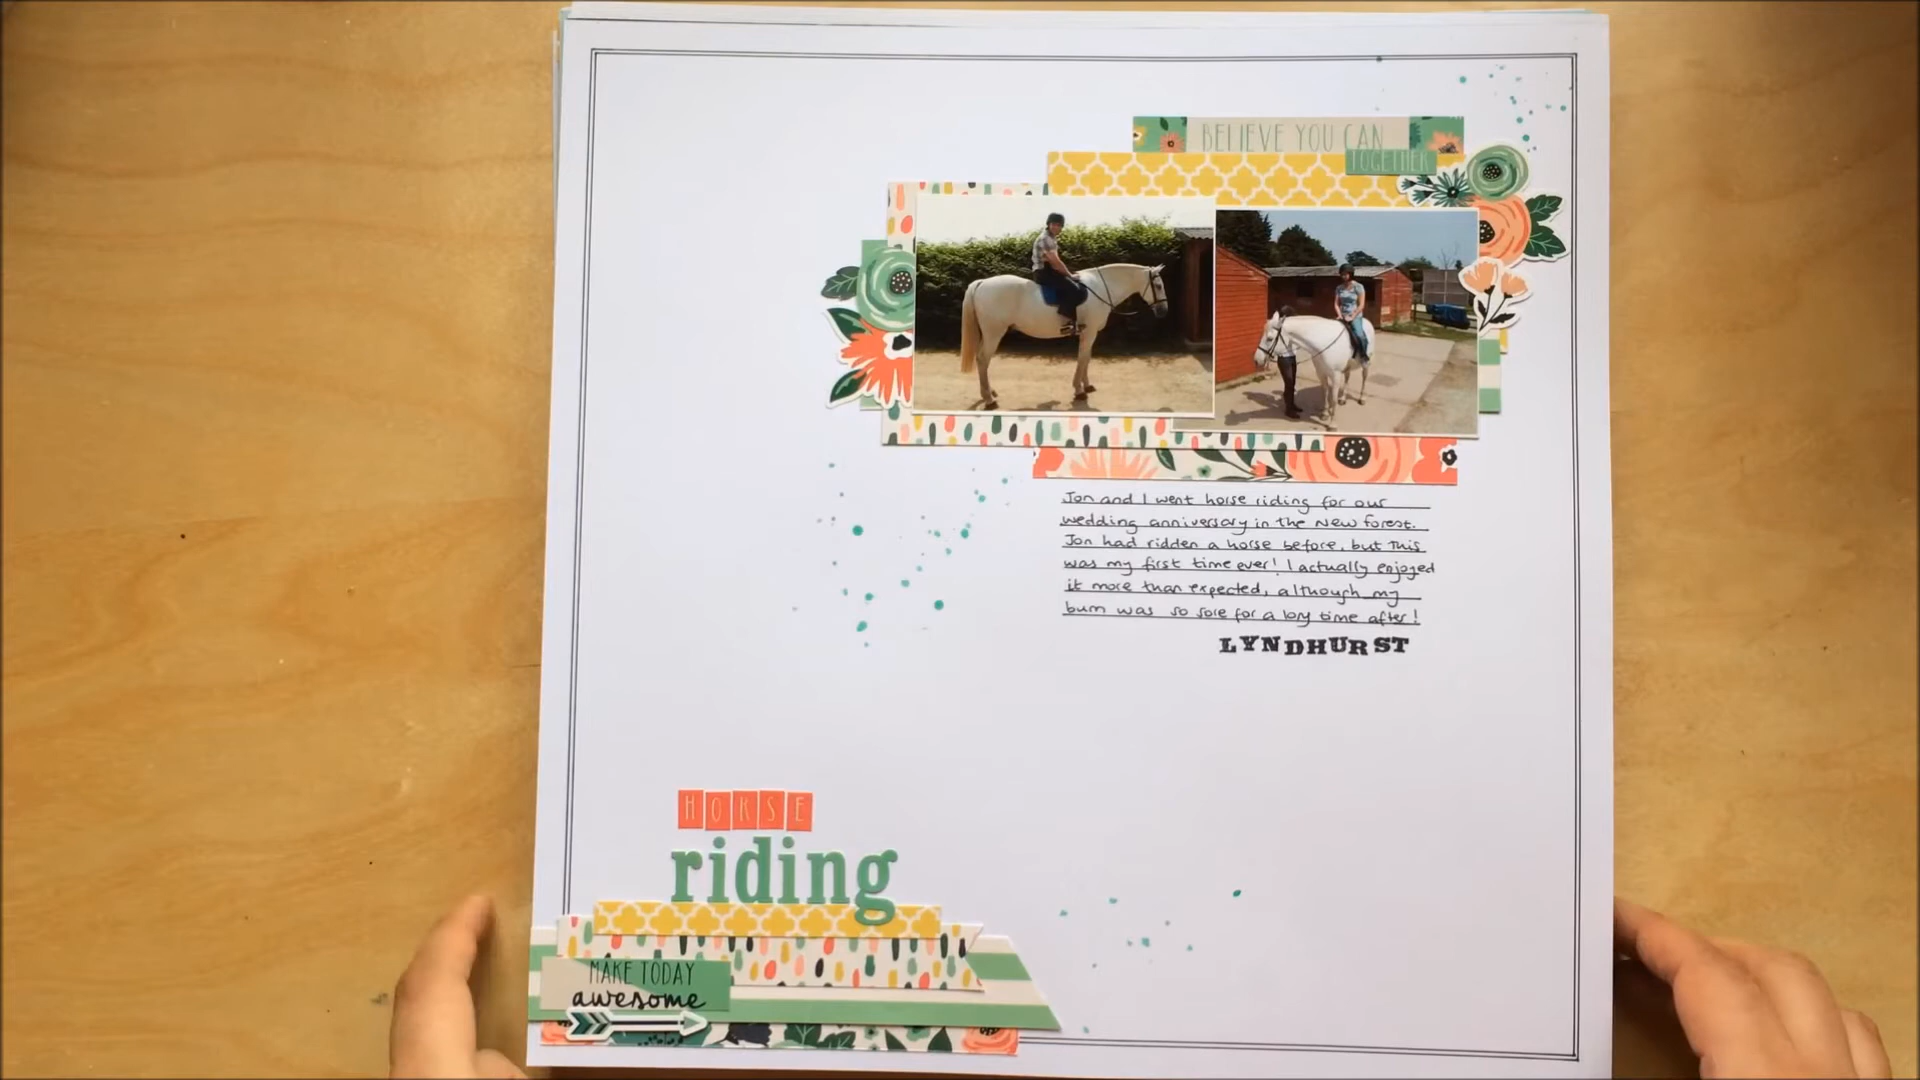 BELIEVE YOU CAN
TOGETHER
Jon and I went horse riding for our
wedding anniversary in the New Forest.
Jon had ridden a horse before, but this
was my first time ever! I actually enjoyed
it more than expected, although my
bum was so sore for a long time after!
LYNDHURST
HORSE
riding
MAKE TODAY
awesome